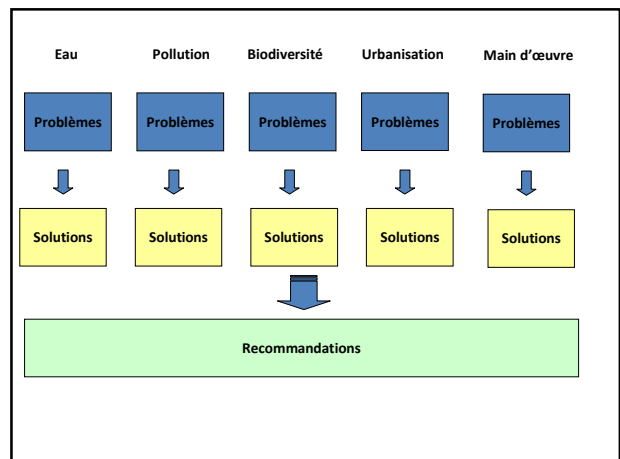 Eau Pollution Biodiversité Urbanisation Main d'œuvre
Problèmes Problèmes Problèmes Problèmes Problèmes
Solutions Solutions Solutions Solutions Solutions
Recommandations